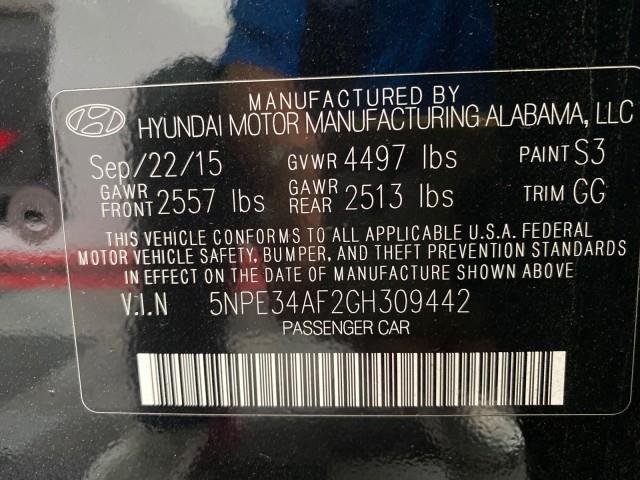 MANUFACTURED BY
HYUNDAI MOTOR MANUFACTURING ALABAMA, LLC
Sep/22/15 GVWR 4497 lbs PAINT S3
GAWR FRONT 2557 lbs GAWR REAR 2513 lbs TRIM GG
THIS VEHICLE CONFORMS TO ALL APPLICABLE U.S.A. FEDERAL
MOTOR VEHICLE SAFETY, BUMPER, AND THEFT PREVENTION STANDARDS
IN EFFECT ON THE DATE OF MANUFACTURE SHOWN ABOVE
V.I.N 5NPE34AF2GH309442
PASSENGER CAR